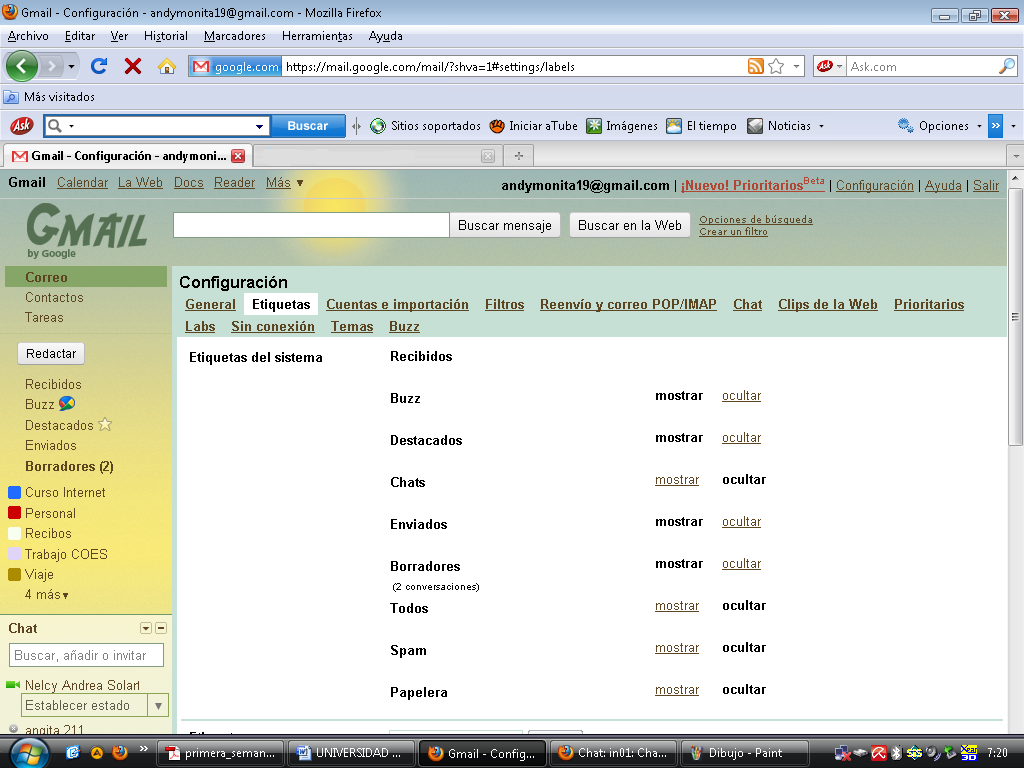 Gmail - Configuración - andymonita19@gmail.com - Mozilla Firefox
Archivo Editar Ver Historial Marcadores Herramientas Ayuda
google.com https://mail.google.com/mail/?shva=1#settings/labels Ask Ask.com
Más visitados
Ask Buscar Sitios soportados Iniciar aTube Imágenes El tiempo Noticias Opciones »
Gmail - Configuración - andymoni...
Gmail Calendar La Web Docs Reader Más ▼ andymonita19@gmail.com | ¡Nuevo! Prioritarios Beta | Configuración | Ayuda | Salir
GMAIL
by Google
Buscar mensaje Buscar en la Web
Opciones de búsqueda
Crear un filtro
Correo
Contactos
Tareas
Redactar
Recibidos
Buzz
Destacados
Enviados
Borradores (2)
Curso Internet
Personal
Recibos
Trabajo COES
Viaje
4 más▼
Chat
Buscar, añadir o invitar
Nelcy Andrea Solarl
Establecer estado
angita 211
Configuración
General Etiquetas Cuentas e importación Filtros Reenvío y correo POP/IMAP Chat Clips de la Web Prioritarios
Labs Sin conexión Temas Buzz
Etiquetas del sistema Recibidos
Buzz mostrar ocultar
Destacados mostrar ocultar
Chats mostrar ocultar
Enviados mostrar ocultar
Borradores mostrar ocultar
(2 conversaciones)
Todos mostrar ocultar
Spam mostrar ocultar
Papelera mostrar ocultar
» primera_seman... UNIVERSIDAD ... Gmail - Config... Chat: in01: Cha... Dibujo - Paint 7:20